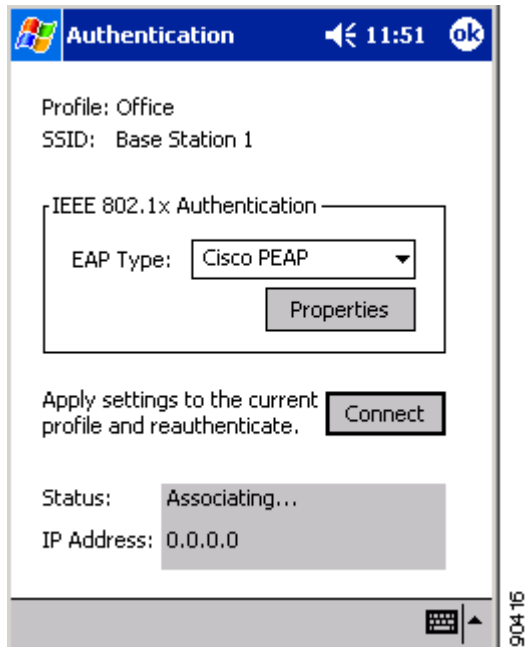 Authentication 11:51 ok
Profile: Office
SSID: Base Station 1
IEEE 802.1x Authentication
EAP Type: Cisco PEAP
Properties
Apply settings to the current
profile and reauthenticate.
Connect
Status: Associating...
IP Address: 0.0.0.0
90416